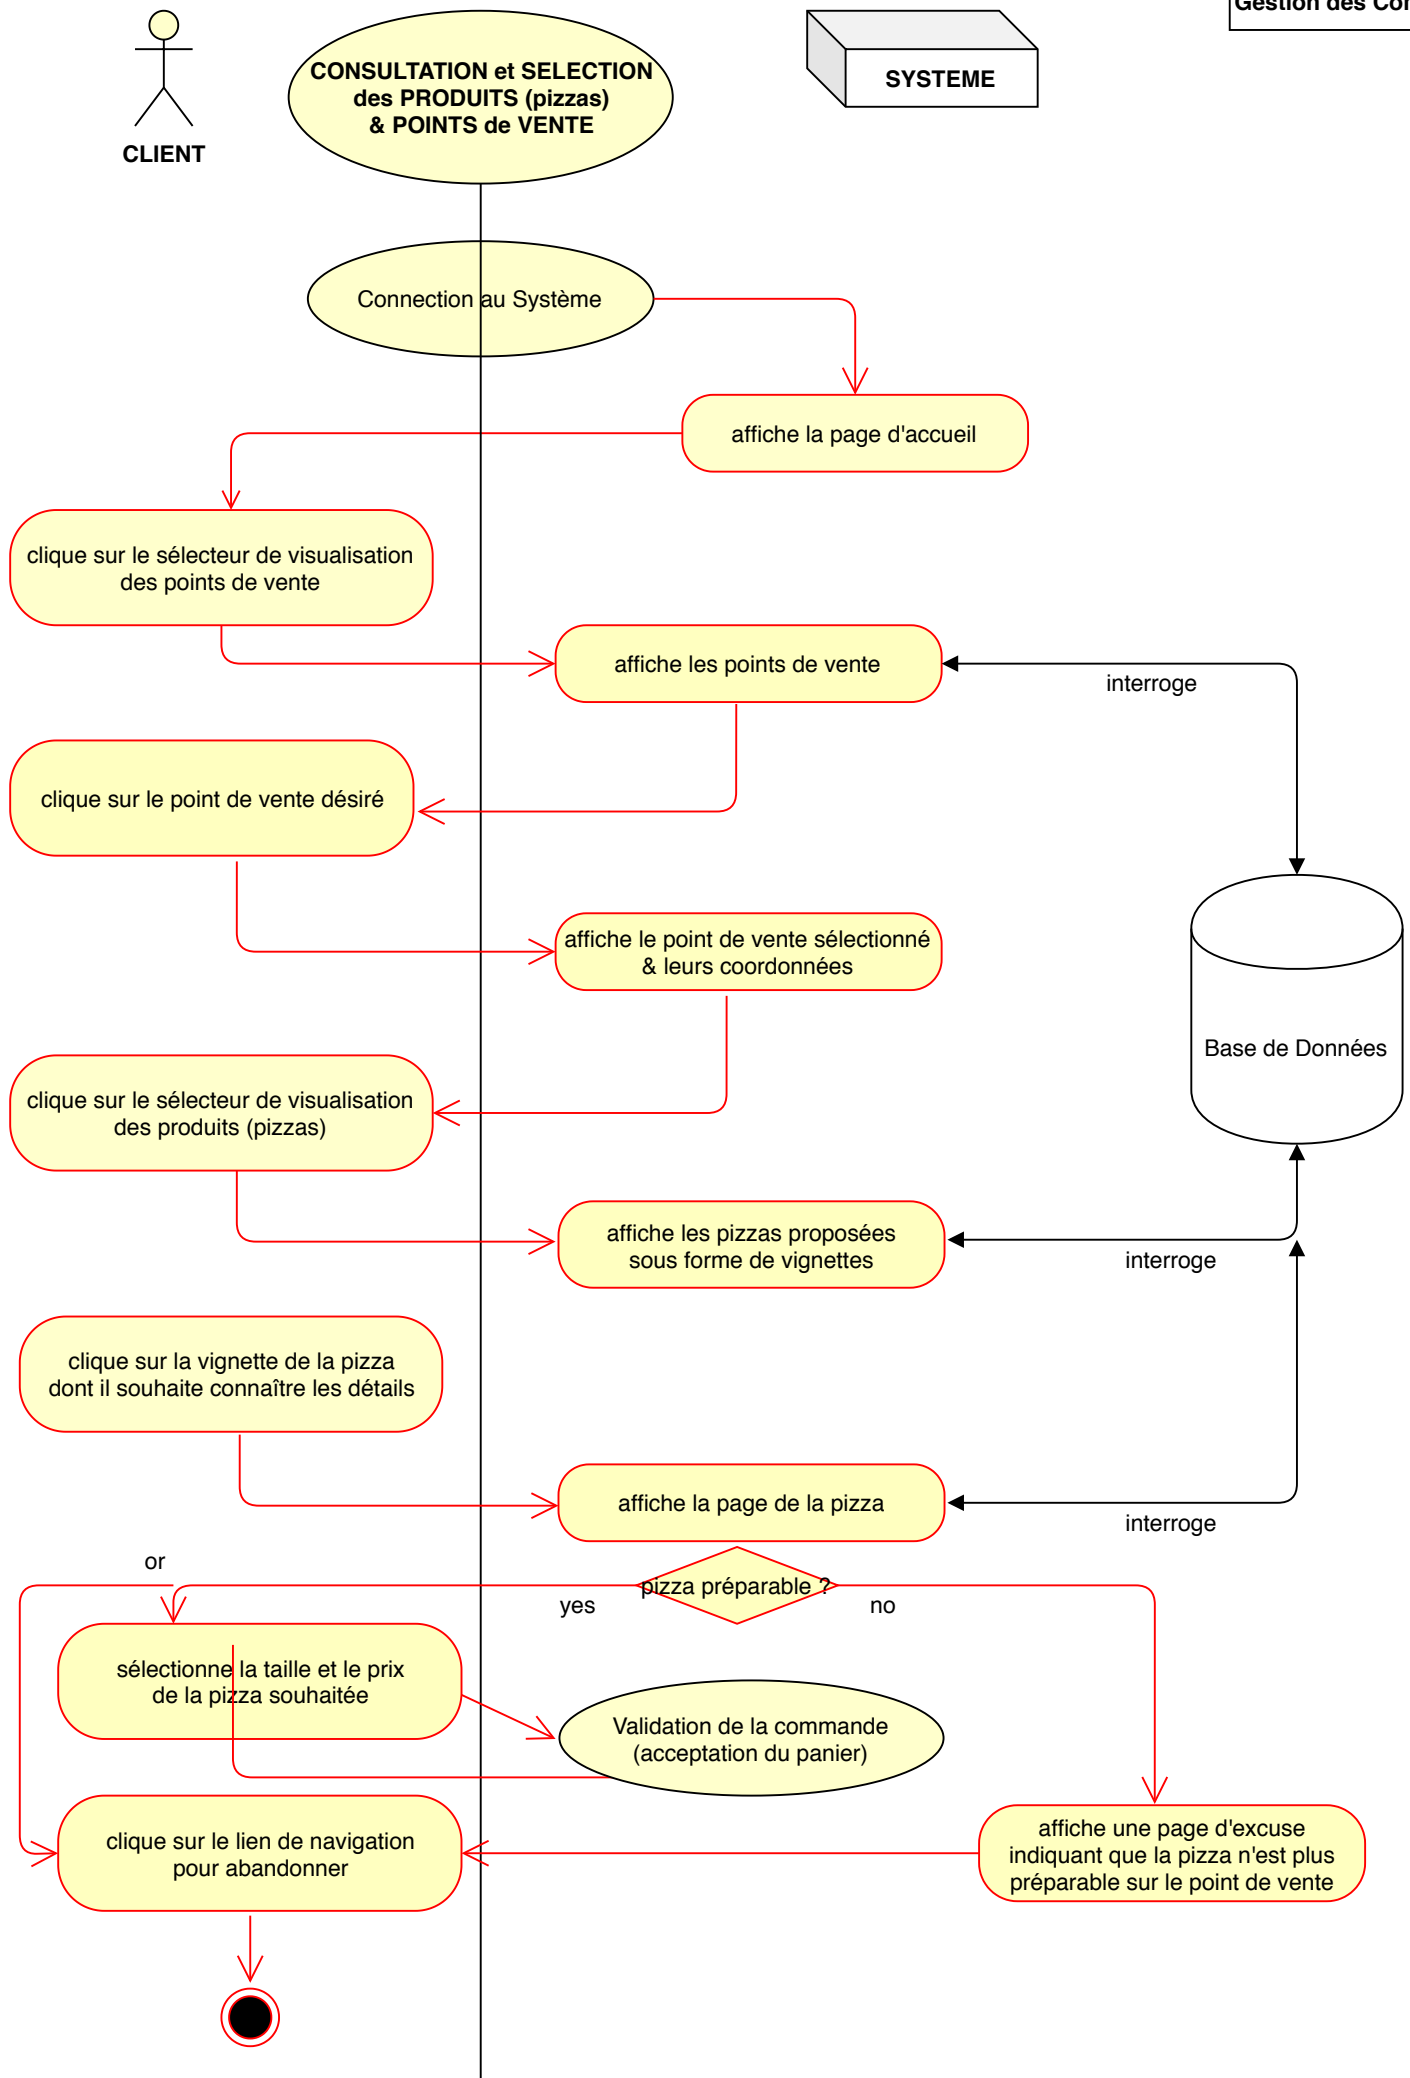 Gestion des Con
CONSULTATION et SELECTION
des PRODUITS (pizzas)
& POINTS de VENTE
SYSTEME
CLIENT
Connection au Système
affiche la page d'accueil
clique sur le sélecteur de visualisation
des points de vente
affiche les points de vente
interroge
clique sur le point de vente désiré
affiche le point de vente sélectionné
& leurs coordonnées
Base de Données
clique sur le sélecteur de visualisation
des produits (pizzas)
affiche les pizzas proposées
sous forme de vignettes
interroge
clique sur la vignette de la pizza
dont il souhaite connaître les détails
affiche la page de la pizza
interroge
or
pizza préparable ?
yes
no
sélectionne la taille et le prix
de la pizza souhaitée
Validation de la commande
(acceptation du panier)
clique sur le lien de navigation
pour abandonner
affiche une page d'excuse
indiquant que la pizza n'est plus
préparable sur le point de vente